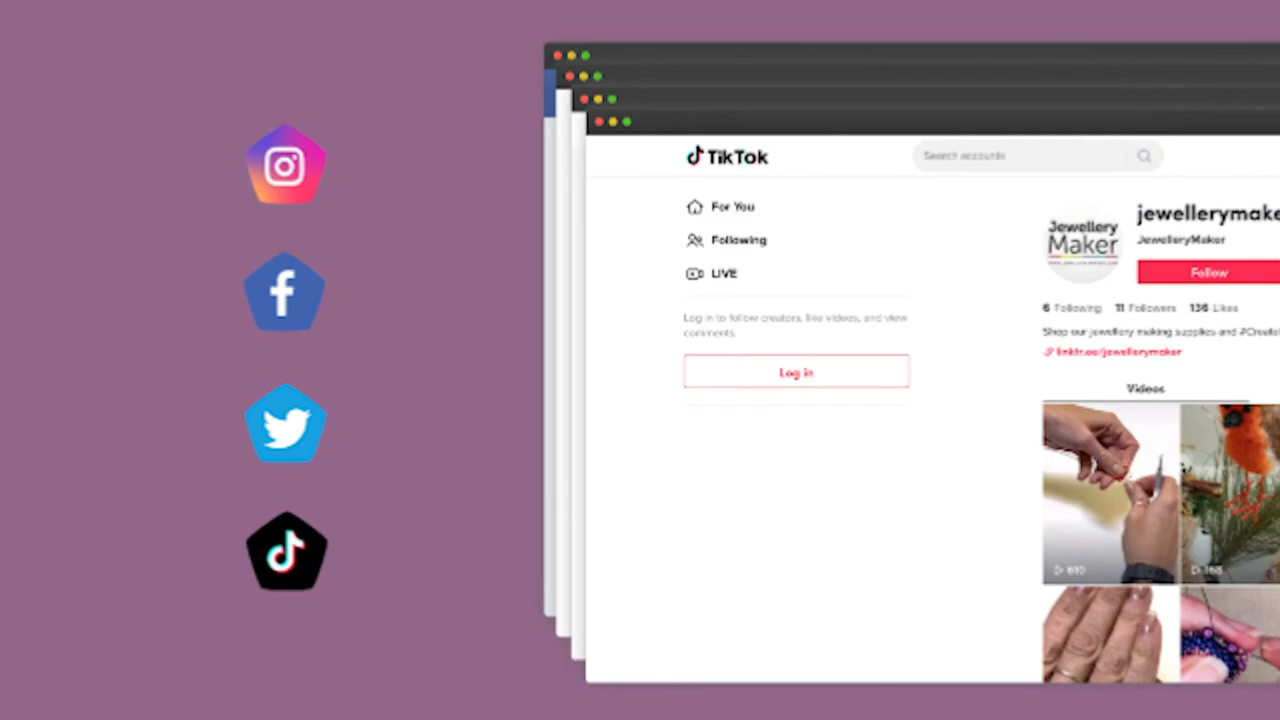 TikTok
Search accounts
For You
Following
LIVE
Log in to follow creators, like videos, and view
comments.
Log in
Jewellery
Maker
jewellerymake
JewelleryMaker
Follow
6 Following 11 Followers 136 Likes
Shop our jewellery making supplies and #Create
linktr.ee/jewellerymaker
Videos
610
168